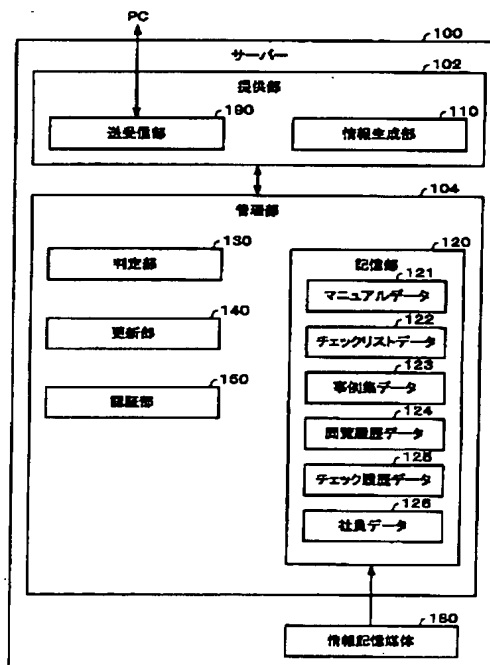 PC
100
サーバー
102
提供部
190
送受信部
110
情報生成部
104
管理部
130
判定部
140
更新部
150
認証部
120
記憶部
121
マニュアルデータ
122
チェックリストデータ
123
事例集データ
124
閲覧履歴データ
125
チェック履歴データ
126
社員データ
180
情報記憶媒体